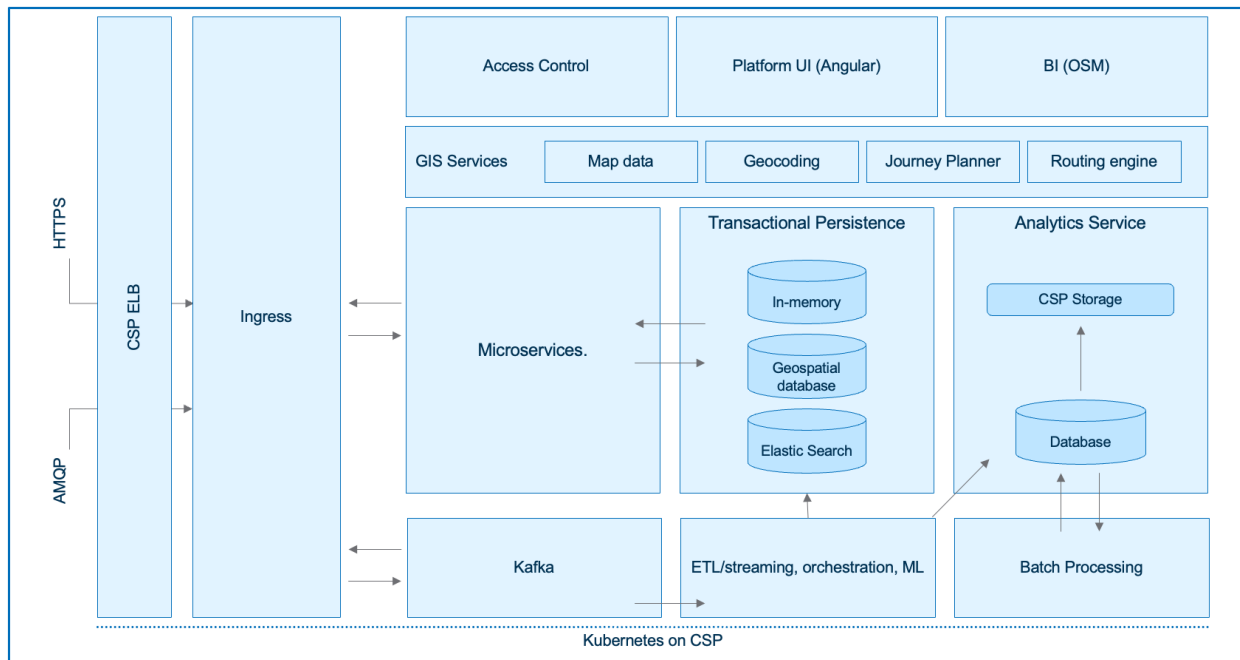 Access Control
Platform UI (Angular)
BI (OSM)
GIS Services
Map data
Geocoding
Journey Planner
Routing engine
HTTPS
AMQP
CSP ELB
Ingress
Microservices.
Transactional Persistence
In-memory
Geospatial
database
Elastic Search
Analytics Service
CSP Storage
Database
Kafka
ETL/streaming, orchestration, ML
Batch Processing
Kubernetes on CSP